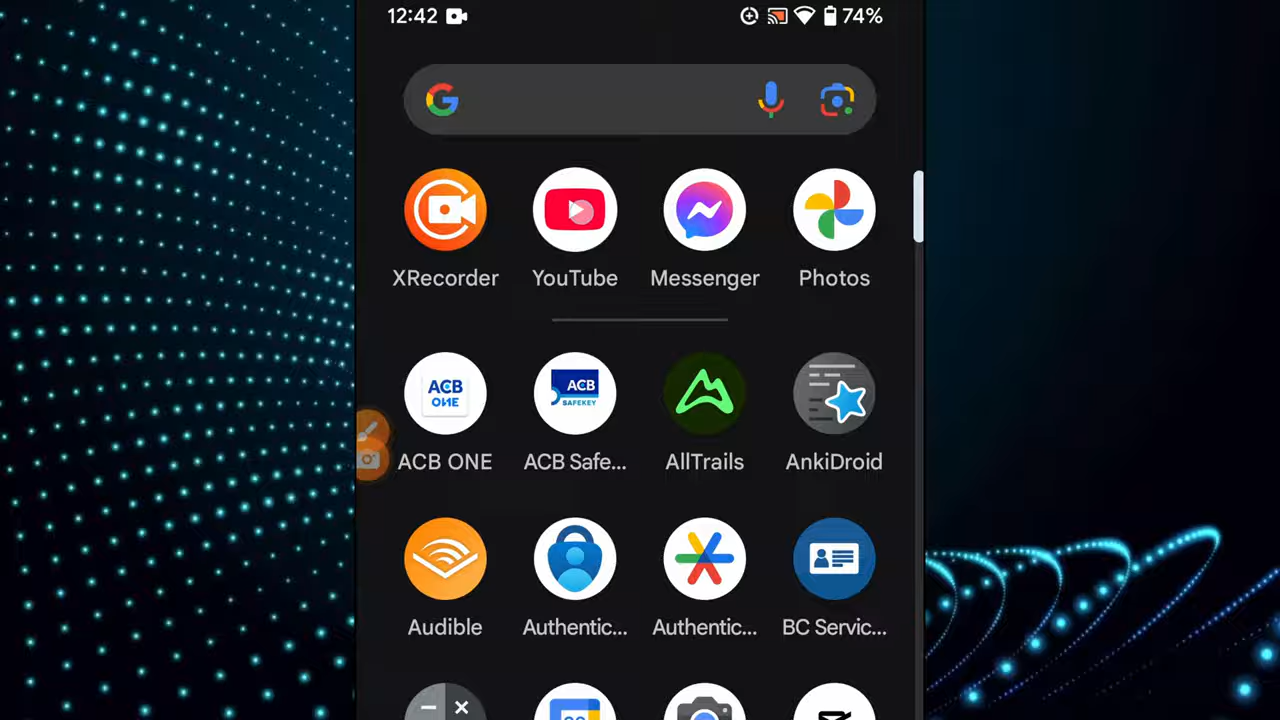 12:42 74%
XRecorder YouTube Messenger Photos
ACB ONE ACB SAFEKEY
ACB ONE ACB Safe... AllTrails AnkiDroid
Audible Authentic... Authentic... BC Servic...